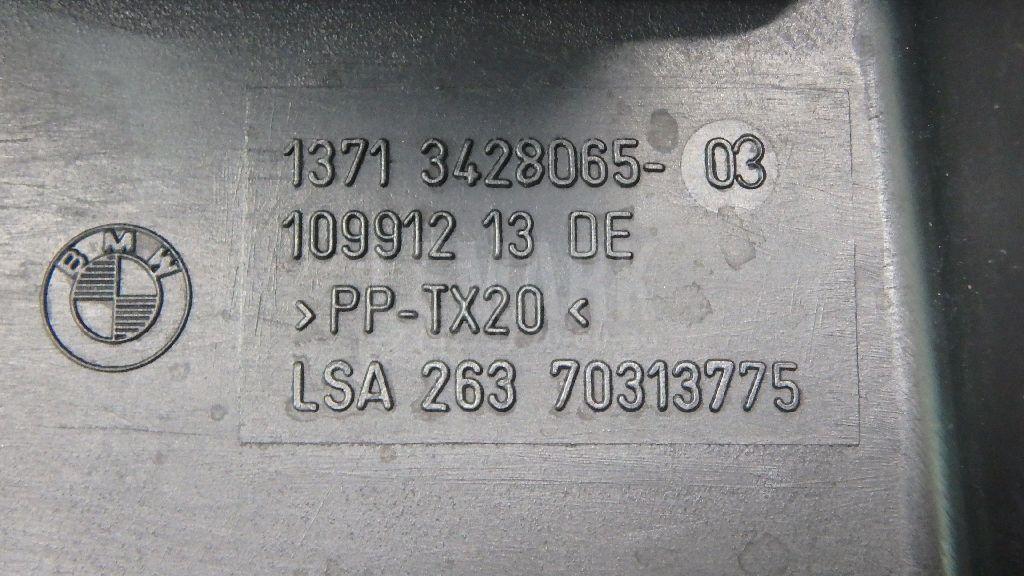 1371 3428065- 03
109912 13 DE
>PP-TX20<
LSA 263 70313775
BMW